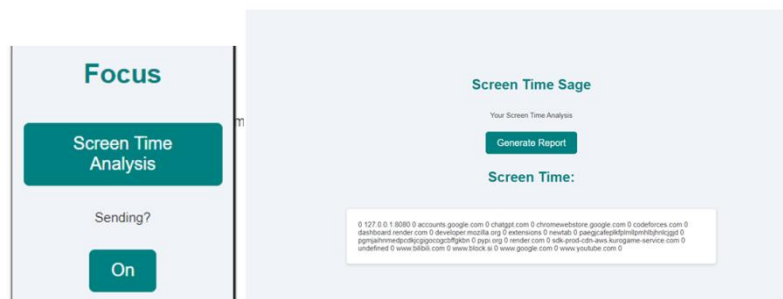 Focus
Screen Time
Analysis
Sending?
On
m
Screen Time Sage
Your Screen Time Analysis
Generate Report
Screen Time:
0 127.0.0.1:8080 0 accounts.google.com 0 chatgpt.com 0 chromewebstore.google.com 0 codeforces.com 0
dashboard.render.com 0 developer.mozilla.org 0 extensions 0 newtab 0
0 pypi.org 0 render.com 0 sdk-prod-cdn-aws.kurogame-service.com 0
undefined 0 www.bilibili.com 0 www.block.si 0 www.google.com 0 www.youtube.com 0